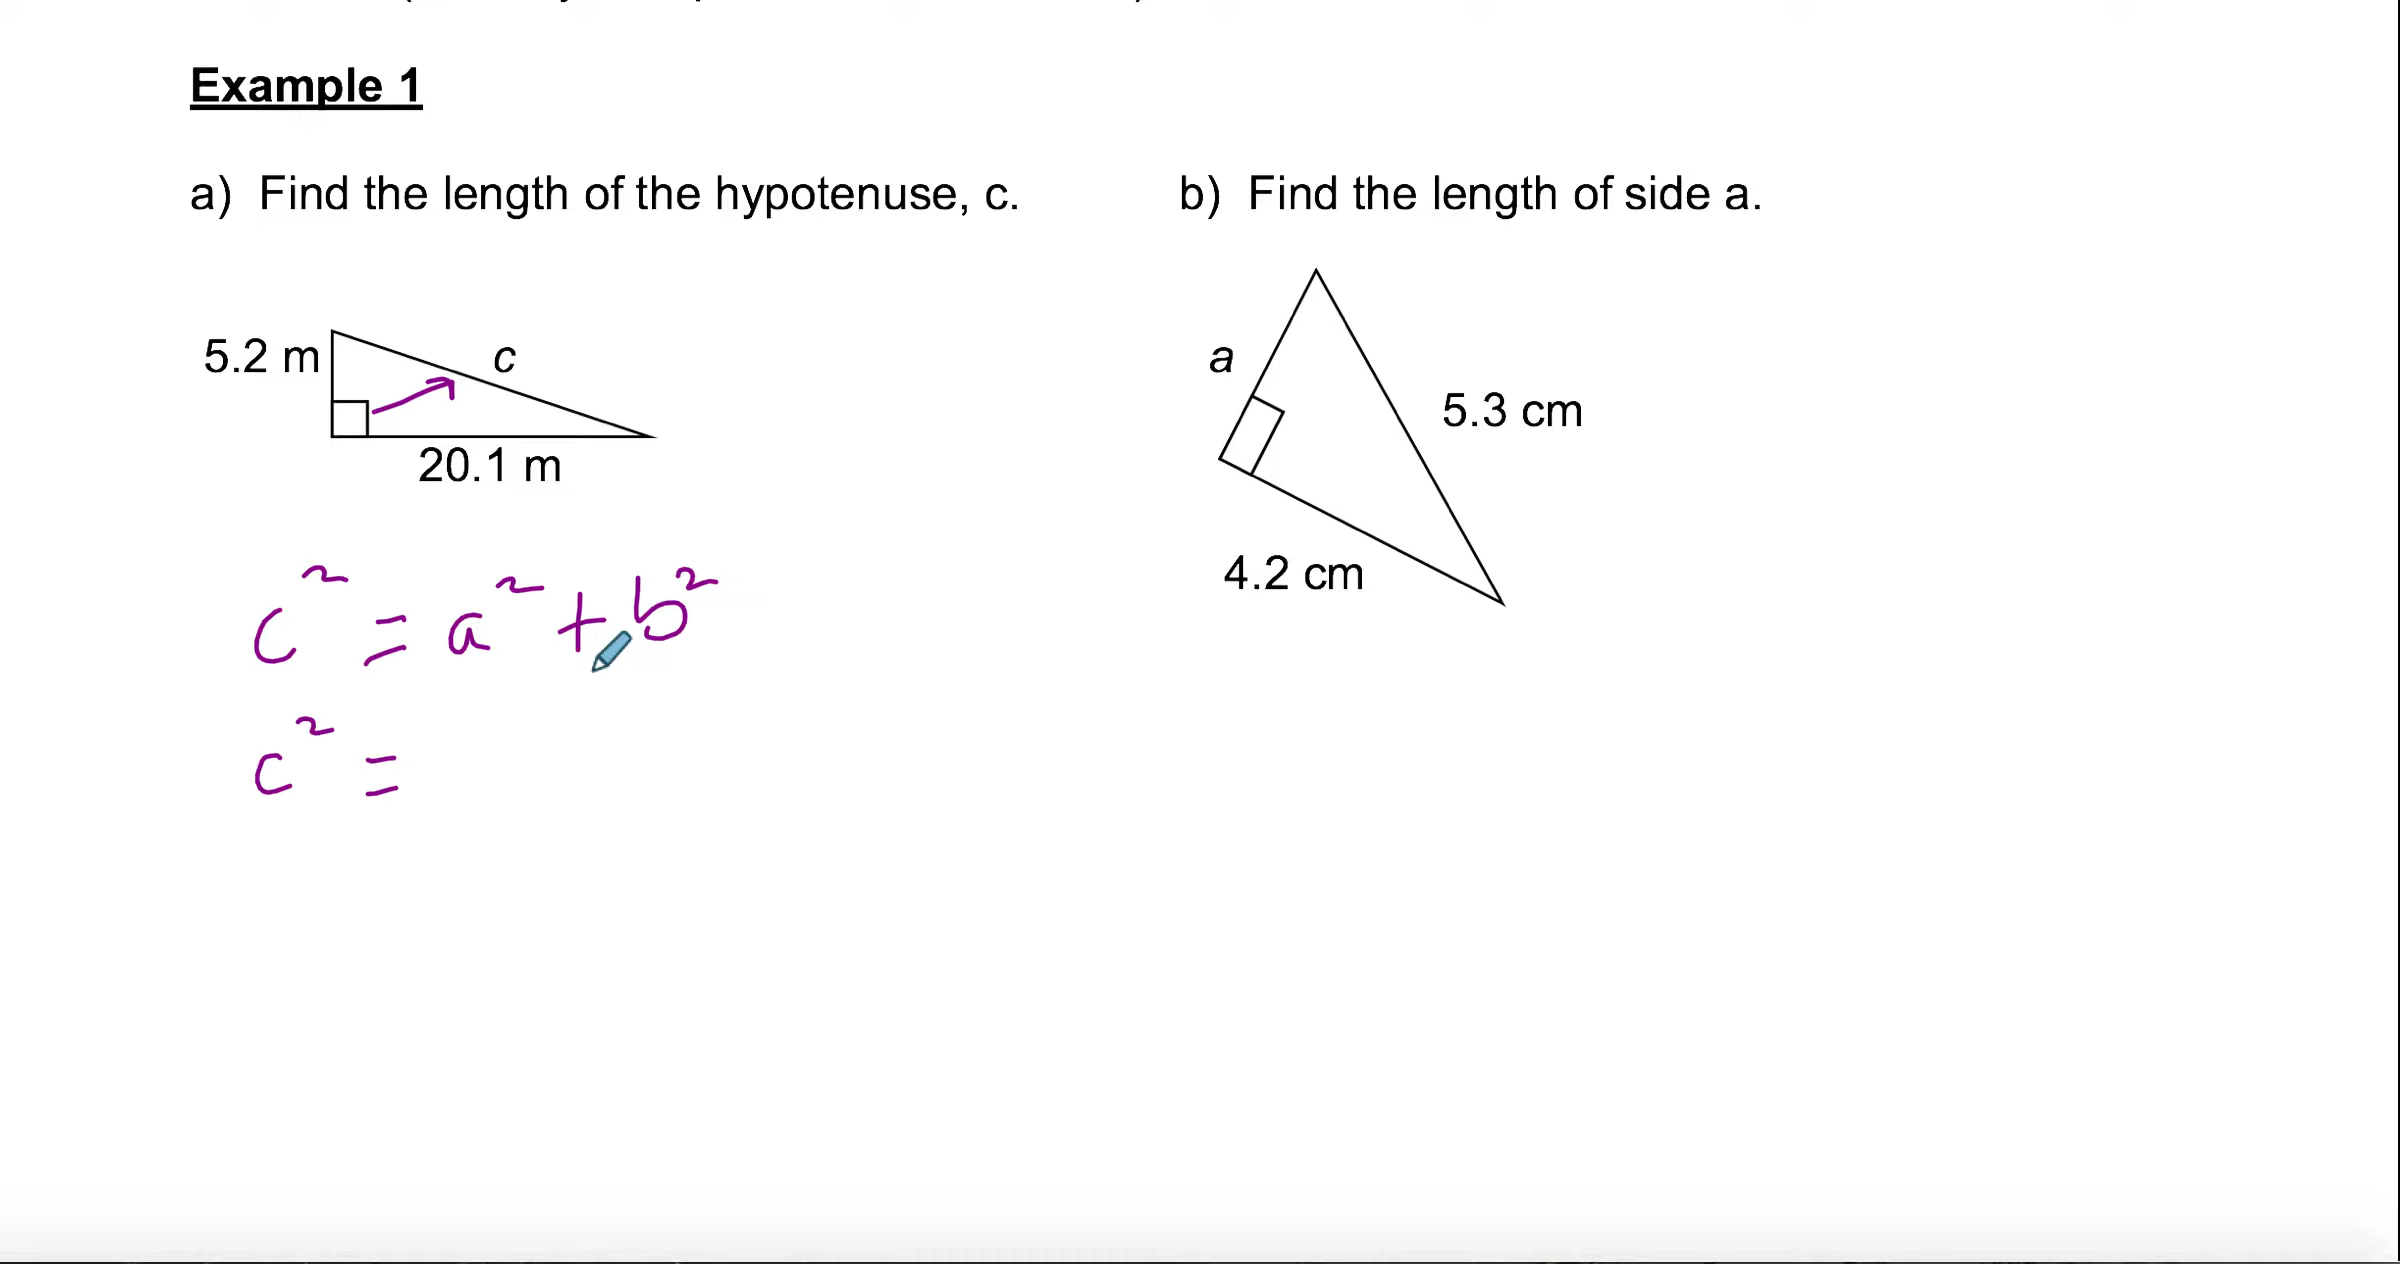 Example 1
a) Find the length of the hypotenuse, c.
5.2 m
c
20.1 m
c² = a² + b²
c² =
b) Find the length of side a.
a
5.3 cm
4.2 cm